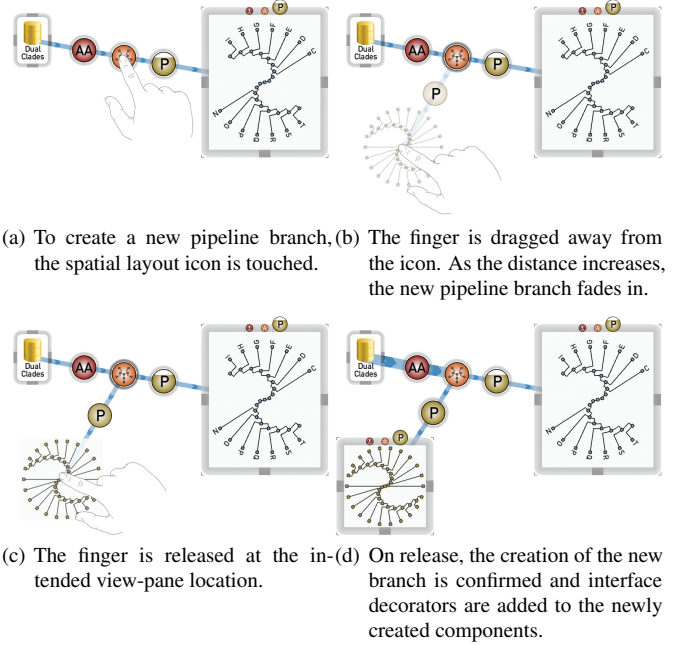 P
Dual
Clades
AA
P
I H G F E D C
N O P Q R S T
(a) To create a new pipeline branch,
the spatial layout icon is touched.
P
Dual
Clades
AA
P
P
I H G F E D C
N O P Q R S T
(b) The finger is dragged away from
the icon. As the distance increases,
the new pipeline branch fades in.
P
Dual
Clades
AA
P
P
I H G F E D C
N O P Q R S T
(c) The finger is released at the in-
tended view-pane location.
P
Dual
Clades
AA
P
P
P
I H G F E D C
N O P Q R S T
(d) On release, the creation of the new
branch is confirmed and interface
decorators are added to the newly
created components.